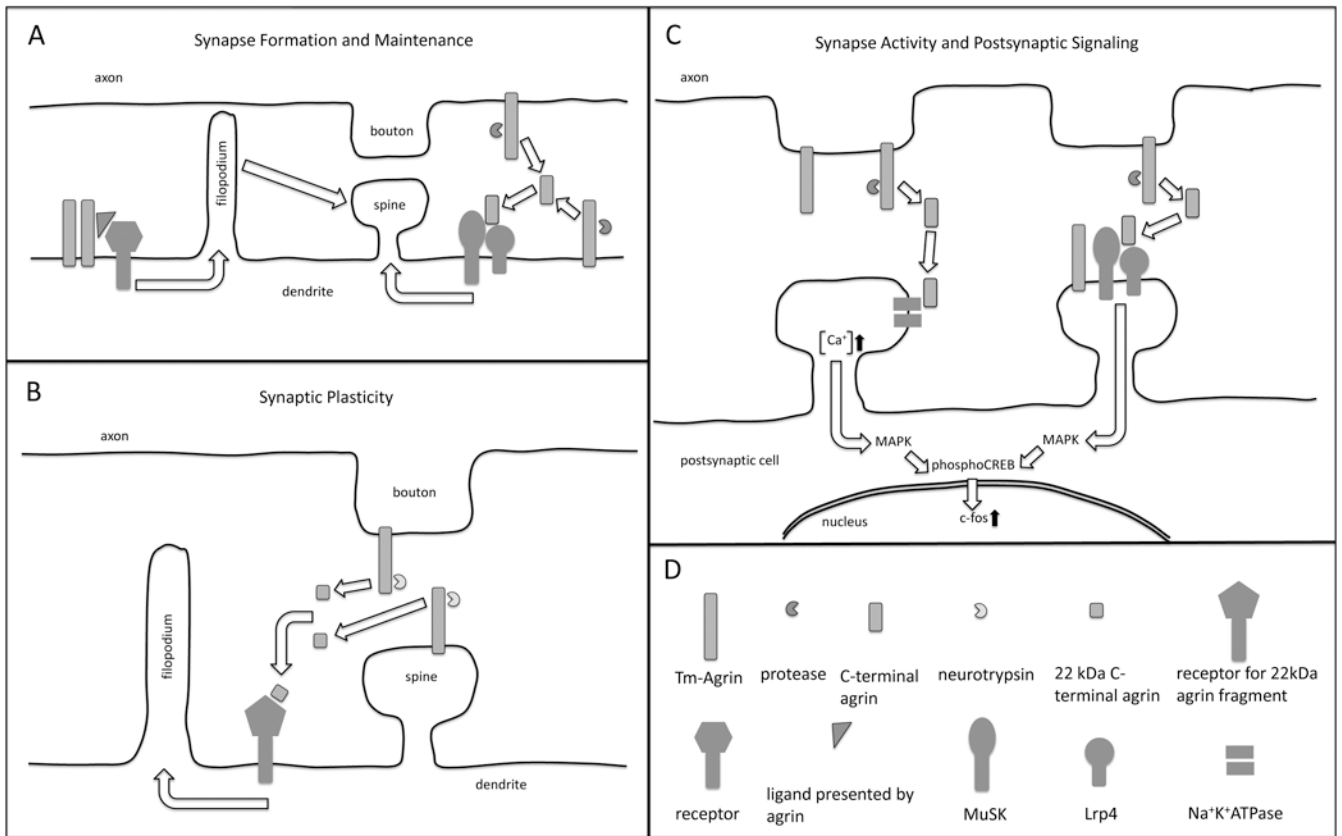 A
Synapse Formation and Maintenance
axon
bouton
filopodium
spine
dendrite
B
Synaptic Plasticity
axon
bouton
filopodium
spine
dendrite
C
Synapse Activity and Postsynaptic Signaling
axon
[Ca⁺]
MAPK
MAPK
postsynaptic cell
phosphoCREB
nucleus
c-fos
D
Tm-Agrin
protease
C-terminal
agrin
neurotrypsin
22 kDa C-
terminal agrin
receptor for 22kDa
agrin fragment
receptor
ligand presented by
agrin
MuSK
Lrp4
Na⁺K⁺ATPase